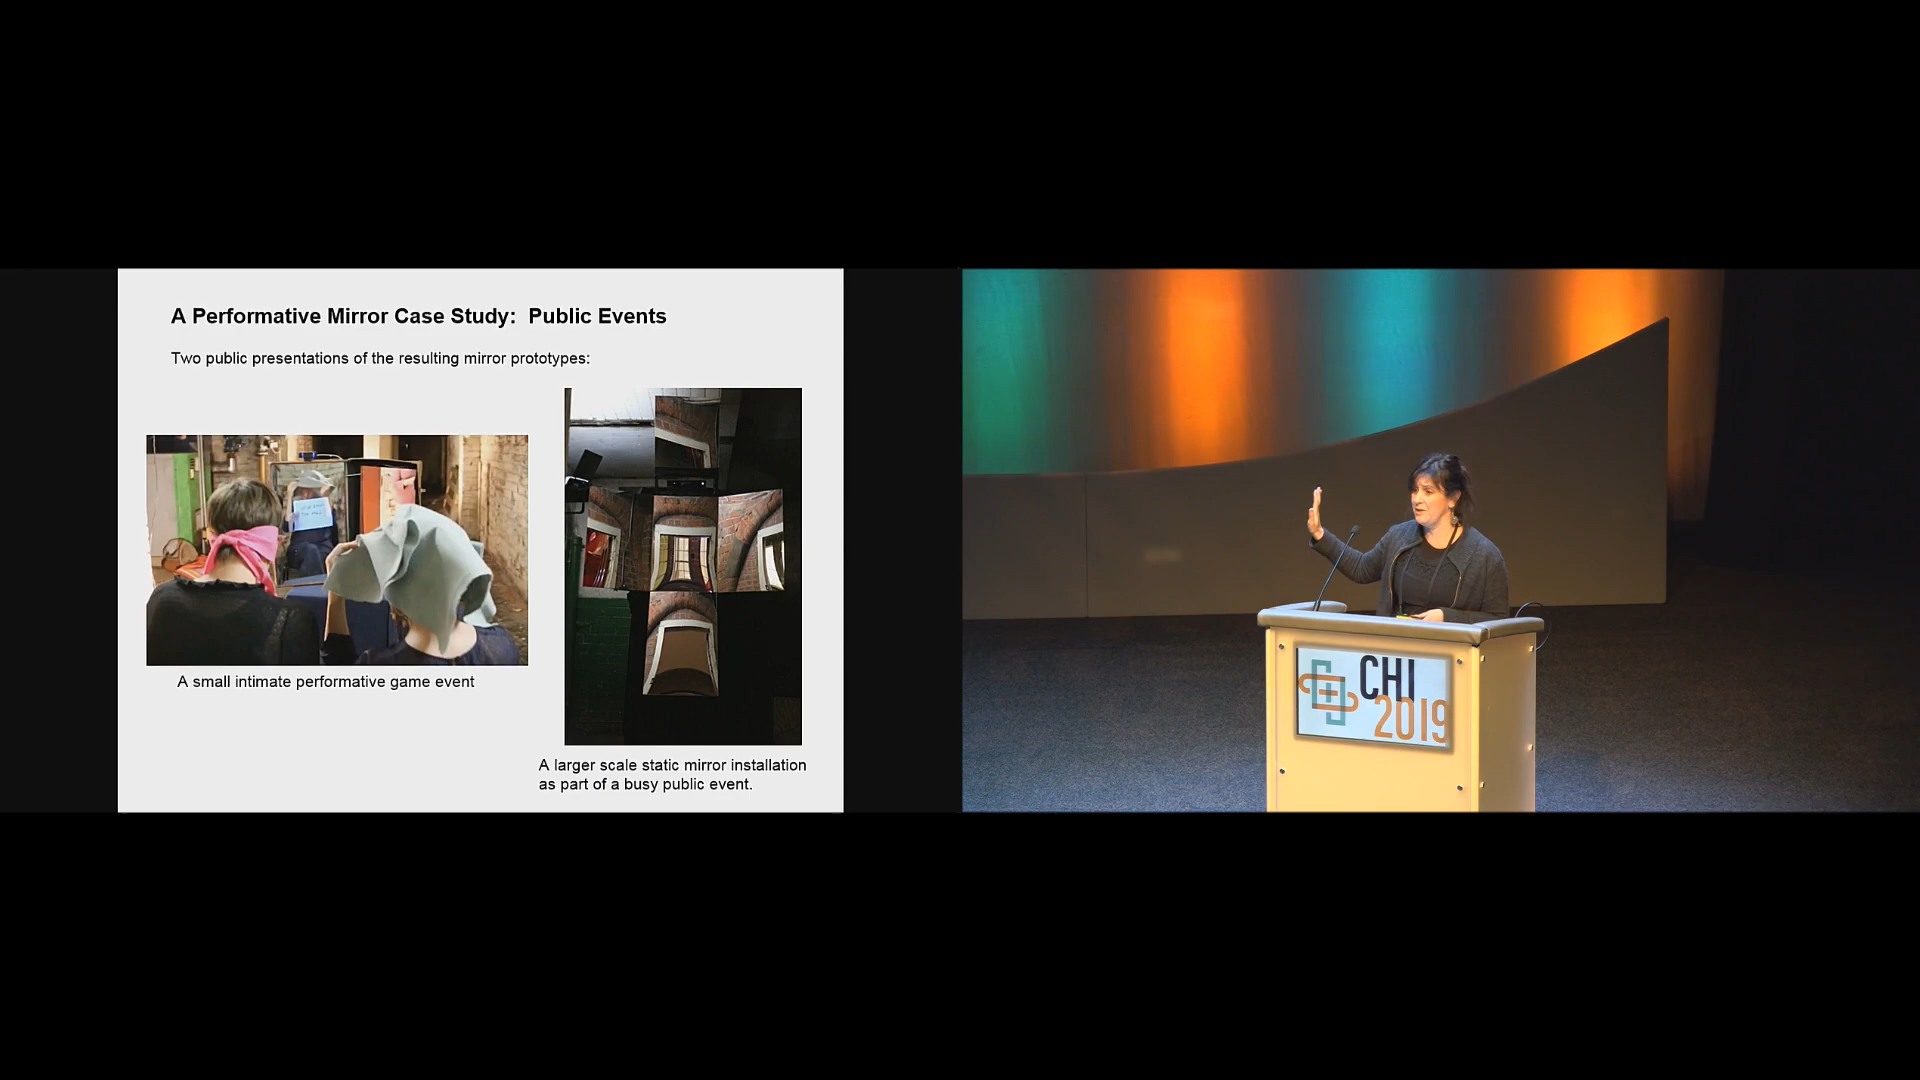 A Performative Mirror Case Study:  Public Events
Two public presentations of the resulting mirror prototypes:
A small intimate performative game event
A larger scale static mirror installation
as part of a busy public event.
CHI
2019